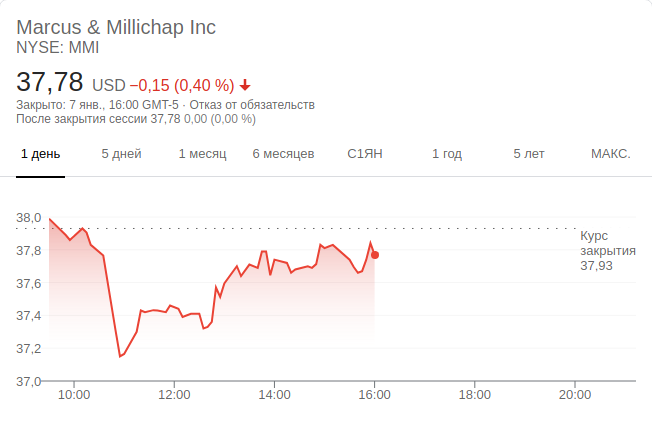 Marcus & Millichap Inc
NYSE: MMI
37,78 USD −0,15 (0,40 %)
Закрыто: 7 янв., 16:00 GMT-5 · Отказ от обязательств
После закрытия сессии 37,78 0,00 (0,00 %)
1 день 5 дней 1 месяц 6 месяцев С1ЯН 1 год 5 лет МАКС.
38,0
37,8
37,6
37,4
37,2
37,0
Курс
закрытия
37,93
10:00 12:00 14:00 16:00 18:00 20:00